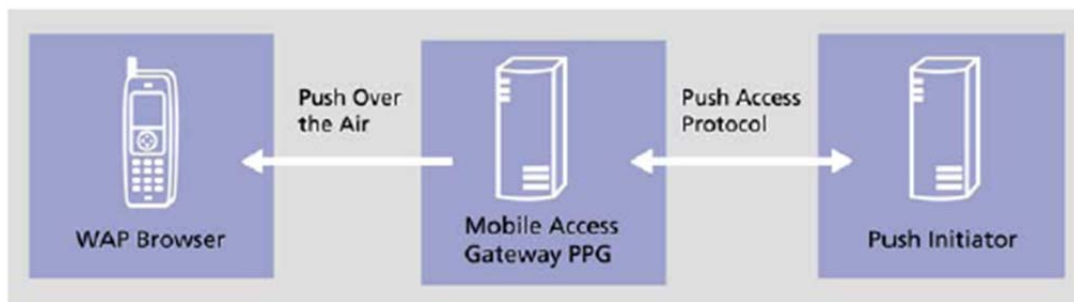 WAP Browser
Push Over
the Air
Mobile Access
Gateway PPG
Push Access
Protocol
Push Initiator